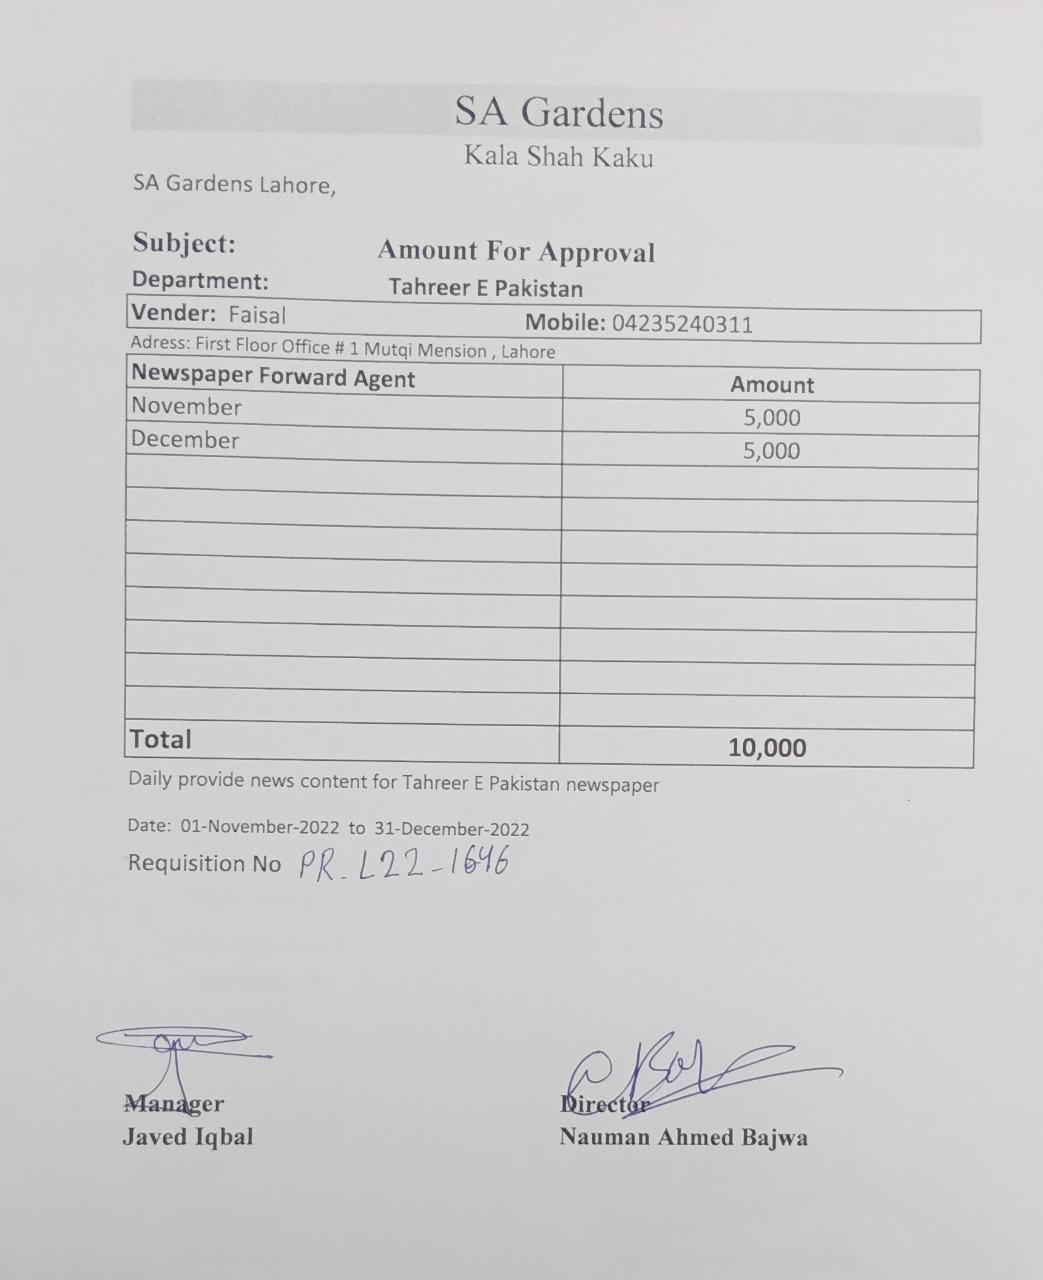 SA Gardens
Kala Shah Kaku
SA Gardens Lahore,
Subject: Amount For Approval
Department: Tahreer E Pakistan
Vender: Faisal Mobile: 04235240311
Adress: First Floor Office # 1 Mutqi Mension , Lahore
Newspaper Forward Agent Amount
November 5,000
December 5,000
Total 10,000
Daily provide news content for Tahreer E Pakistan newspaper
Date: 01-November-2022 to 31-December-2022
Requisition No PR-L22-1646
Manager Director
Javed Iqbal Nauman Ahmed Bajwa